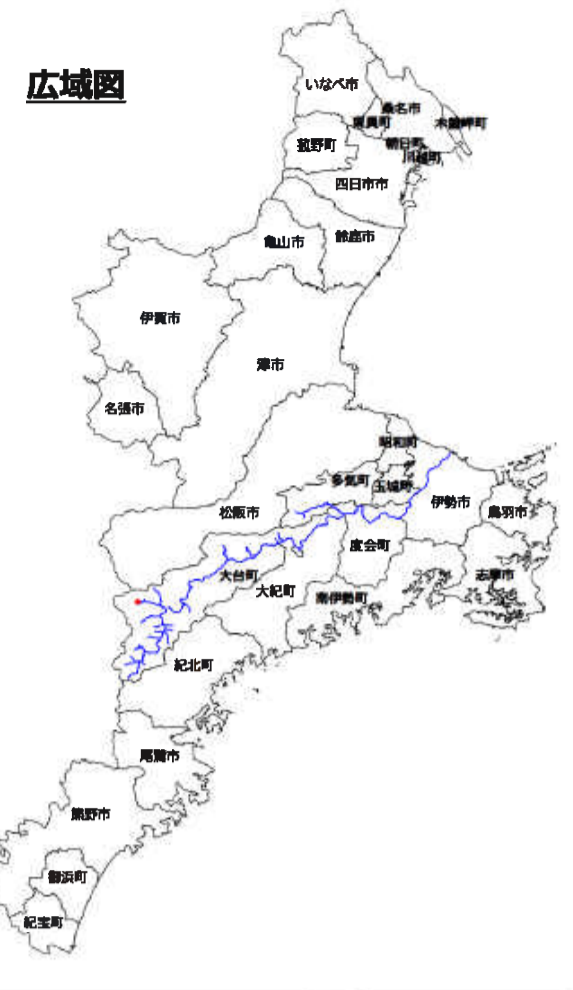 広域図
いなべ市
桑名市
東員町
木曽岬町
菰野町
朝日町
川越町
四日市市
鈴鹿市
亀山市
伊賀市
津市
名張市
明和町
多気町
玉城町
伊勢市
鳥羽市
松阪市
度会町
大台町
志摩市
大紀町
南伊勢町
紀北町
尾鷲市
熊野市
御浜町
紀宝町